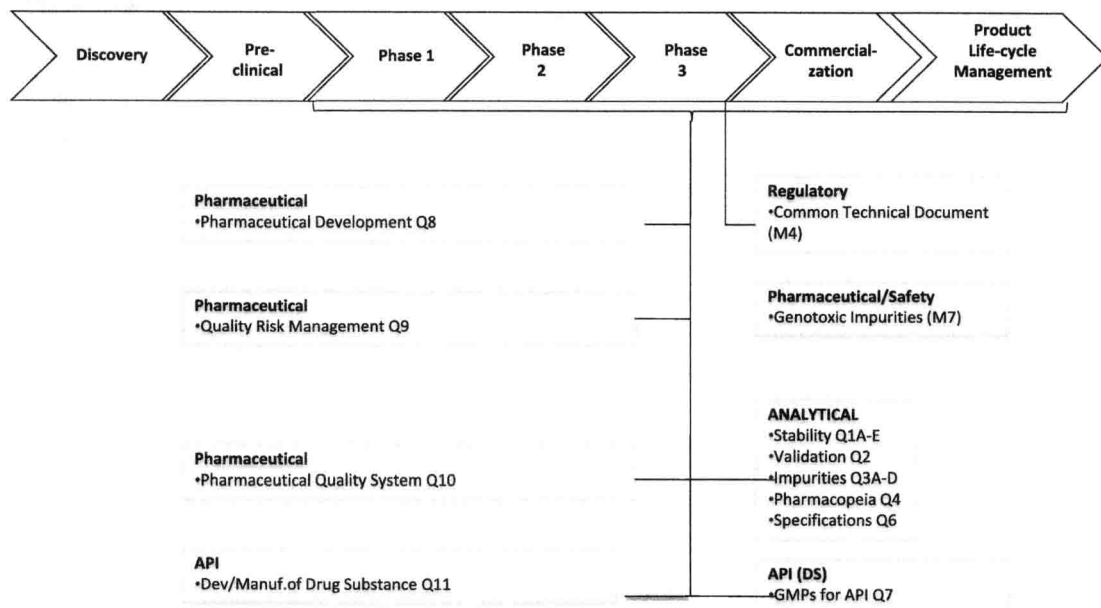 Discovery
Pre-
clinical
Phase 1
Phase
2
Phase
3
Commercial-
zation
Product
Life-cycle
Management
Pharmaceutical
•Pharmaceutical Development Q8
Regulatory
•Common Technical Document
(M4)
Pharmaceutical
•Quality Risk Management Q9
Pharmaceutical/Safety
•Genotoxic Impurities (M7)
Pharmaceutical
•Pharmaceutical Quality System Q10
ANALYTICAL
•Stability Q1A-E
•Validation Q2
•Impurities Q3A-D
•Pharmacopeia Q4
•Specifications Q6
API
•Dev/Manuf.of Drug Substance Q11
API (DS)
•GMPs for API Q7